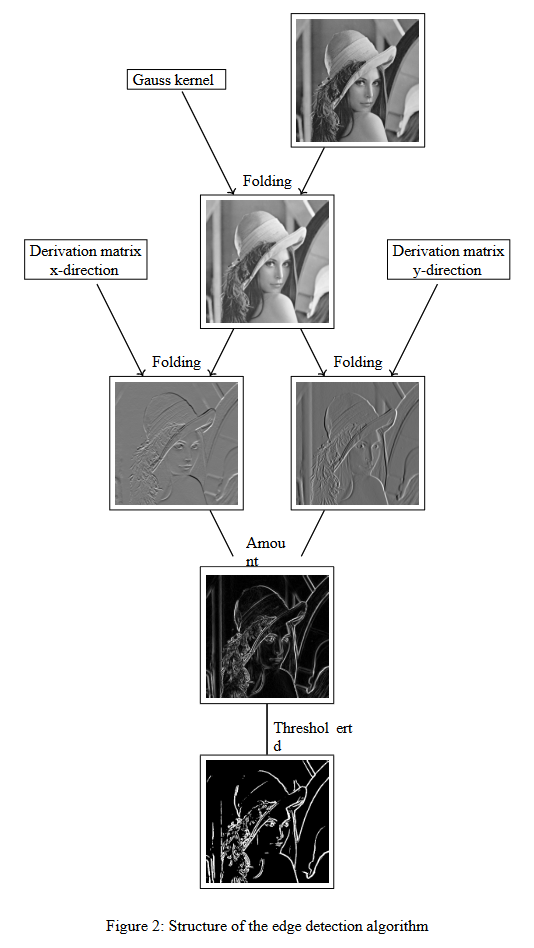 Gauss kernel
Folding
Derivation matrix
x-direction
Derivation matrix
y-direction
Folding
Folding
Amou
nt
Threshol ert
d
Figure 2: Structure of the edge detection algorithm